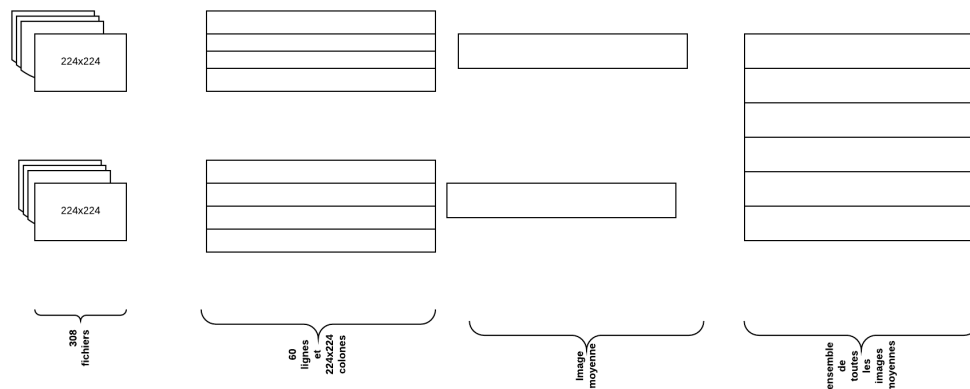 224x224
224x224
308
fichiers
60
lignes
et
224x224
colones
Image
moyenne
ensemble
de
toutes
les
images
moyennes